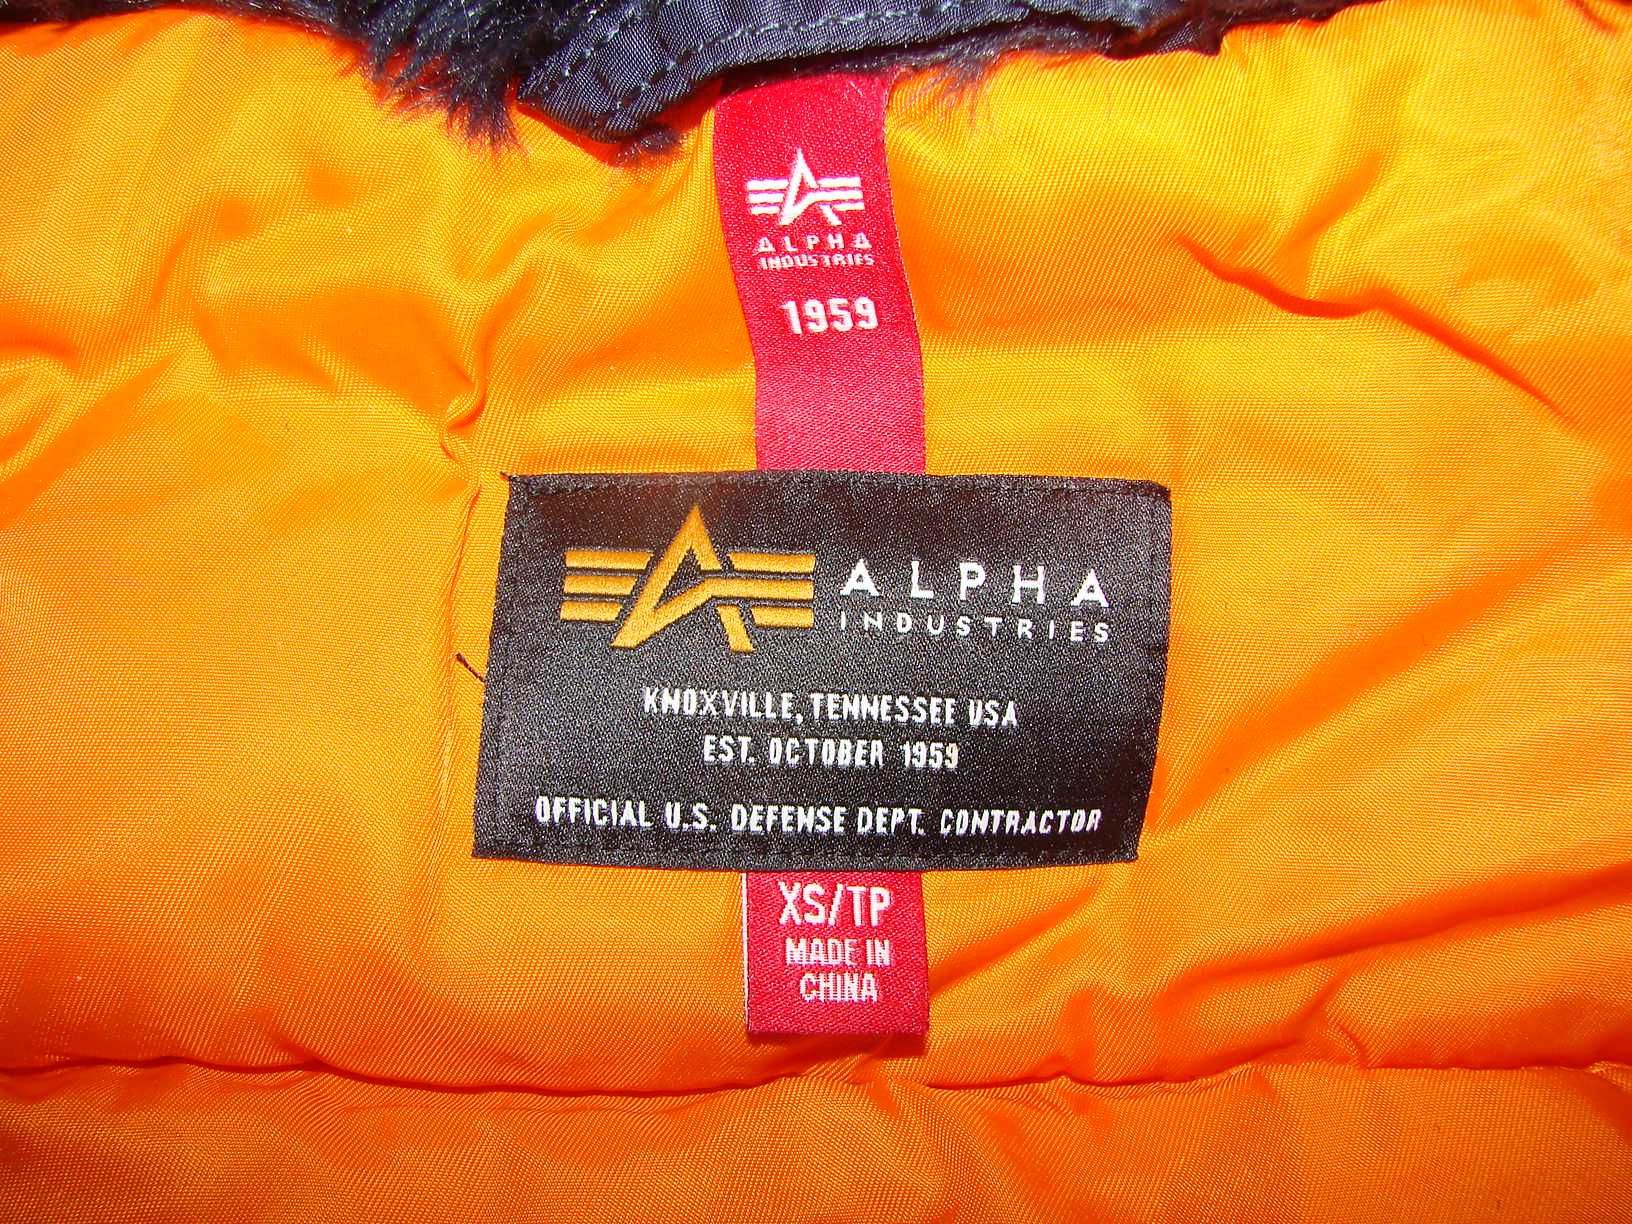 ALPHA
INDUSTRIES
1959
ALPHA
INDUSTRIES
KNOXVILLE, TENNESSEE USA
EST. OCTOBER 1959
OFFICIAL U.S. DEFENSE DEPT. CONTRACTOR
XS/TP
MADE IN
CHINA